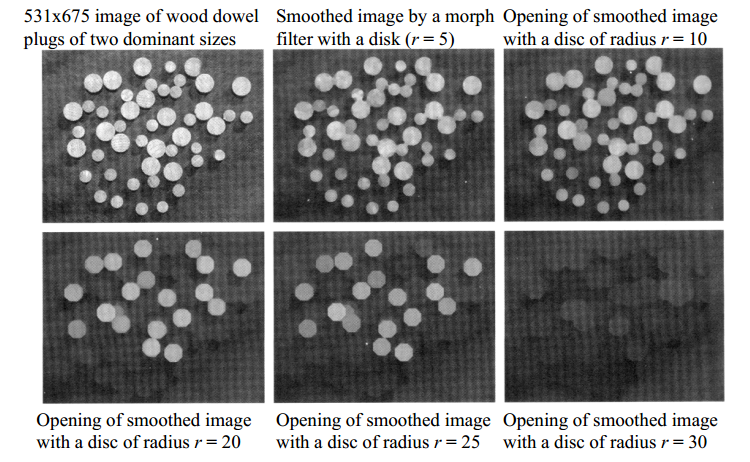 531x675 image of wood dowel
plugs of two dominant sizes
Smoothed image by a morph
filter with a disk (r = 5)
Opening of smoothed image
with a disc of radius r = 10
Opening of smoothed image
with a disc of radius r = 20
Opening of smoothed image
with a disc of radius r = 25
Opening of smoothed image
with a disc of radius r = 30